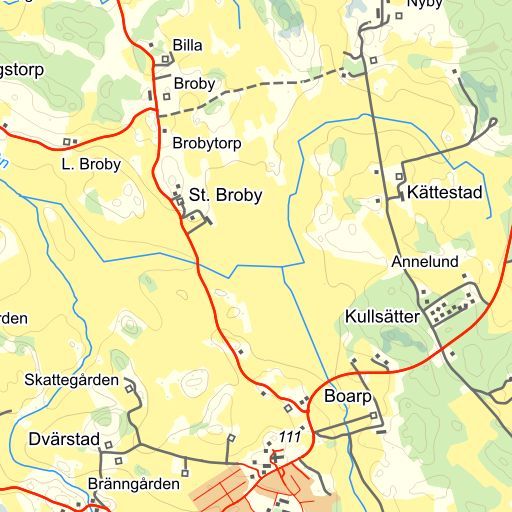 Nyby
Billa
gstorp
Broby
Brobytorp
L. Broby
St. Broby
Kättestad
Annelund
Kullsätter
rden
Skattegården
Boarp
Dvärstad
111
Bränngården